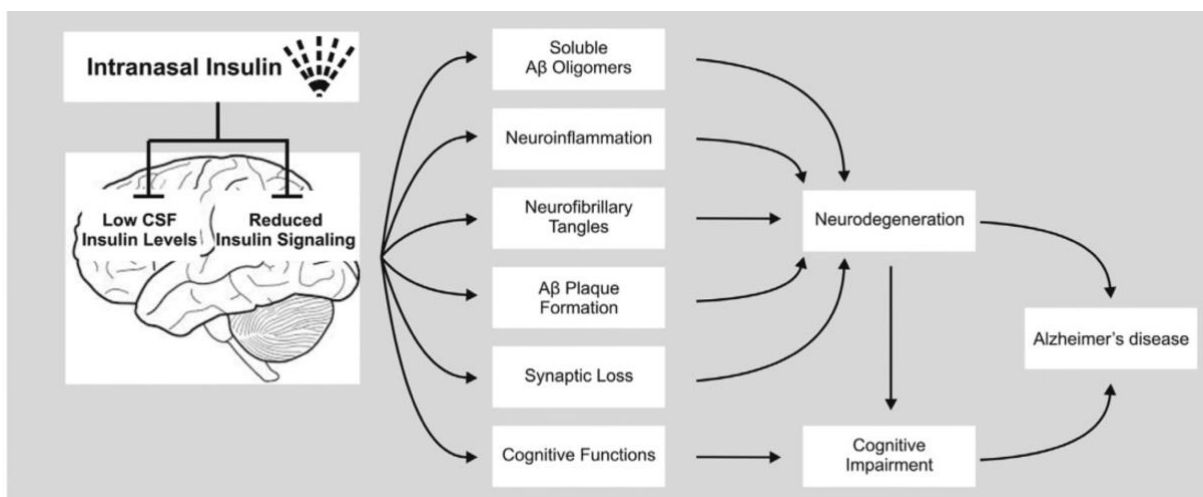 Intranasal Insulin
Low CSF
Insulin Levels
Reduced
Insulin Signaling
Soluble
Aβ Oligomers
Neuroinflammation
Neurofibrillary
Tangles
Aβ Plaque
Formation
Synaptic Loss
Cognitive Functions
Neurodegeneration
Cognitive
Impairment
Alzheimer’s disease